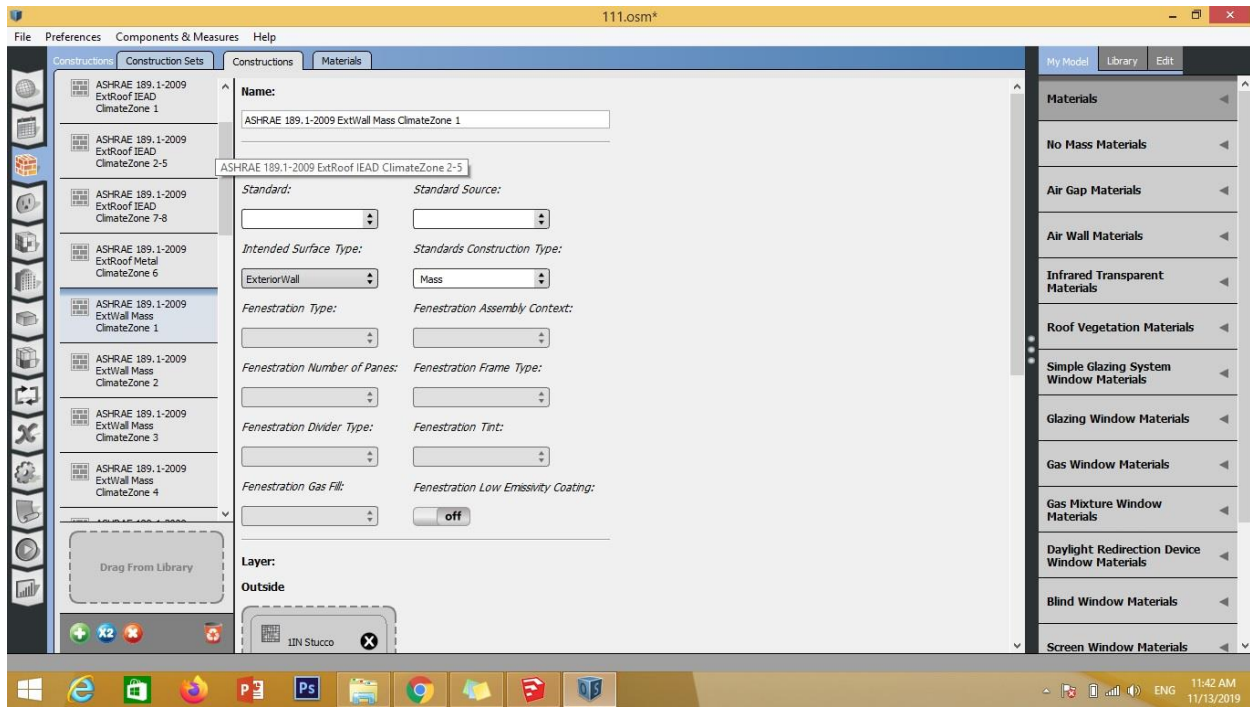 111.osm*
File Preferences Components & Measures Help
Constructions Construction Sets Constructions Materials
My Model Library Edit
ASHRAE 189.1-2009
ExtRoof IEAD
ClimateZone 1
ASHRAE 189.1-2009
ExtRoof IEAD
ClimateZone 2-5
ASHRAE 189.1-2009
ExtRoof IEAD
ClimateZone 7-8
ASHRAE 189.1-2009
ExtRoof Metal
ClimateZone 6
ASHRAE 189.1-2009
ExtWall Mass
ClimateZone 1
ASHRAE 189.1-2009
ExtWall Mass
ClimateZone 2
ASHRAE 189.1-2009
ExtWall Mass
ClimateZone 3
ASHRAE 189.1-2009
ExtWall Mass
ClimateZone 4
Drag From Library
X2
Name:
ASHRAE 189.1-2009 ExtWall Mass ClimateZone 1
ASHRAE 189.1-2009 ExtRoof IEAD ClimateZone 2-5
Standard: Standard Source:
Intended Surface Type: Standards Construction Type:
ExteriorWall Mass
Fenestration Type: Fenestration Assembly Context:
Fenestration Number of Panes: Fenestration Frame Type:
Fenestration Divider Type: Fenestration Tint:
Fenestration Gas Fill: Fenestration Low Emissivity Coating:
off
Layer:
Outside
1IN Stucco
Materials
No Mass Materials
Air Gap Materials
Air Wall Materials
Infrared Transparent
Materials
Roof Vegetation Materials
Simple Glazing System
Window Materials
Glazing Window Materials
Gas Window Materials
Gas Mixture Window
Materials
Daylight Redirection Device
Window Materials
Blind Window Materials
Screen Window Materials
Ps
ENG
11:42 AM
11/13/2019